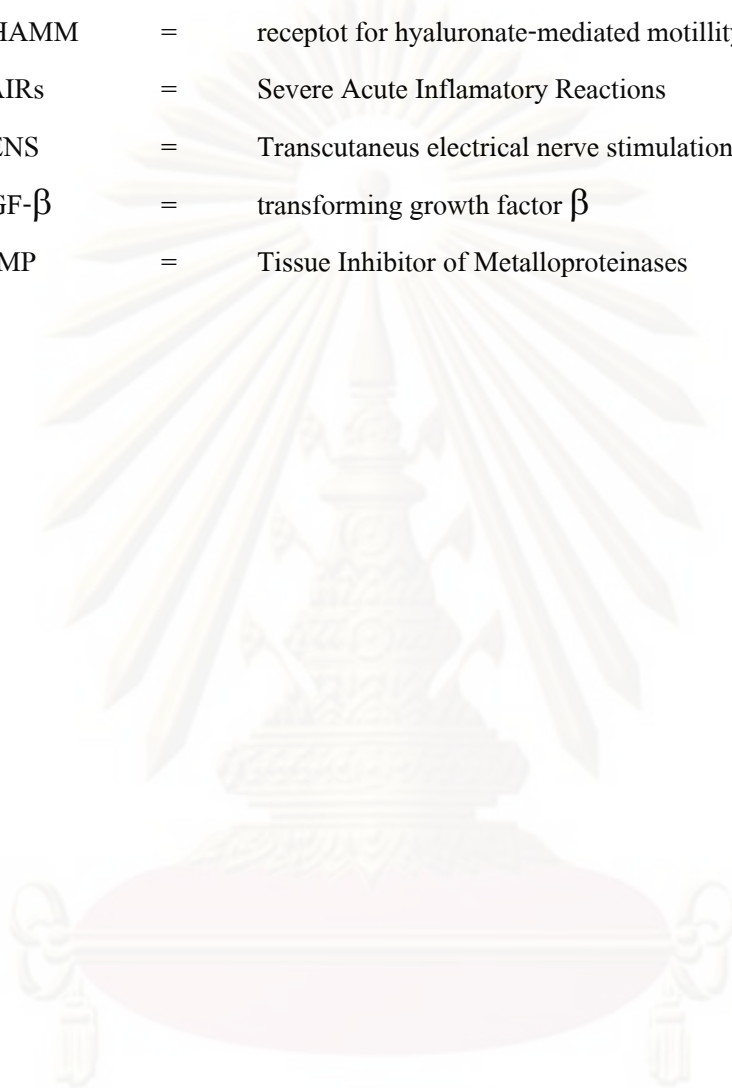 HAMM = receptot for hyaluronate-mediated motillity
AIRs = Severe Acute Inflamatory Reactions
ENS = Transcutaneus electrical nerve stimulation
GF-β = transforming growth factor β
MP = Tissue Inhibitor of Metalloproteinases